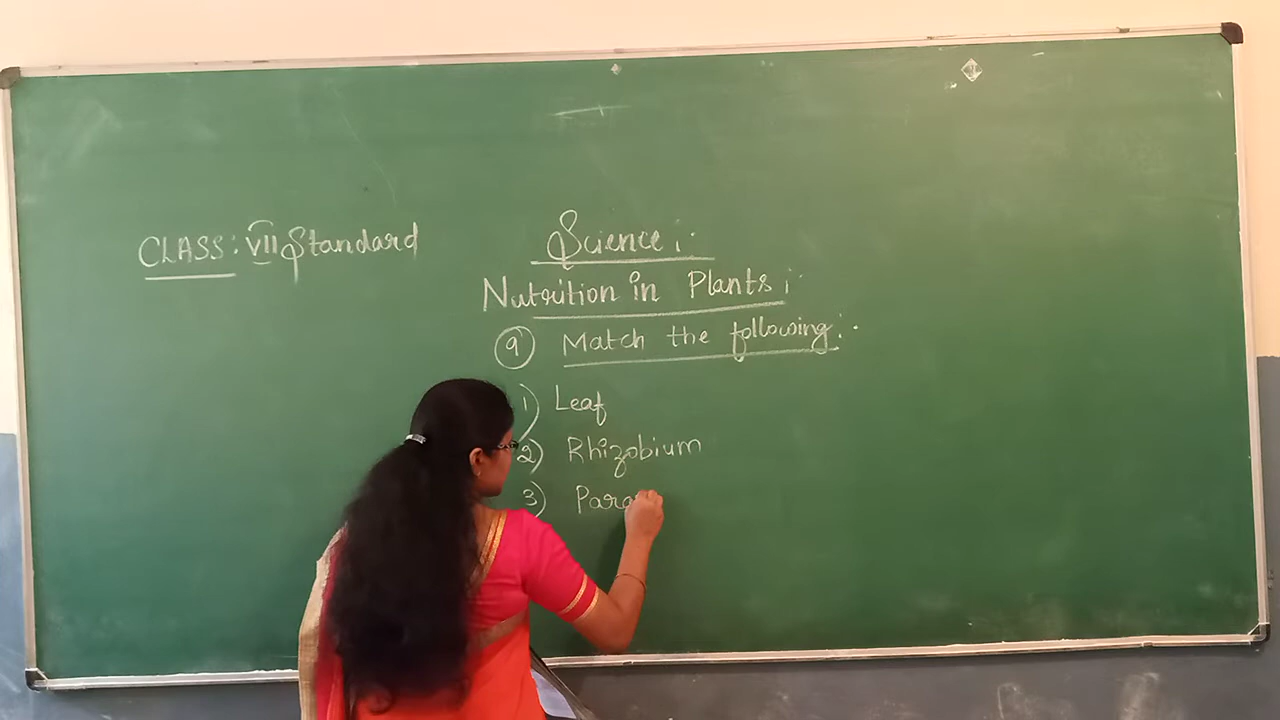 CLASS: VII Standard
Science:
Nutrition in Plants:
9 Match the following:
1) Leaf
2) Rhizobium
3) Para